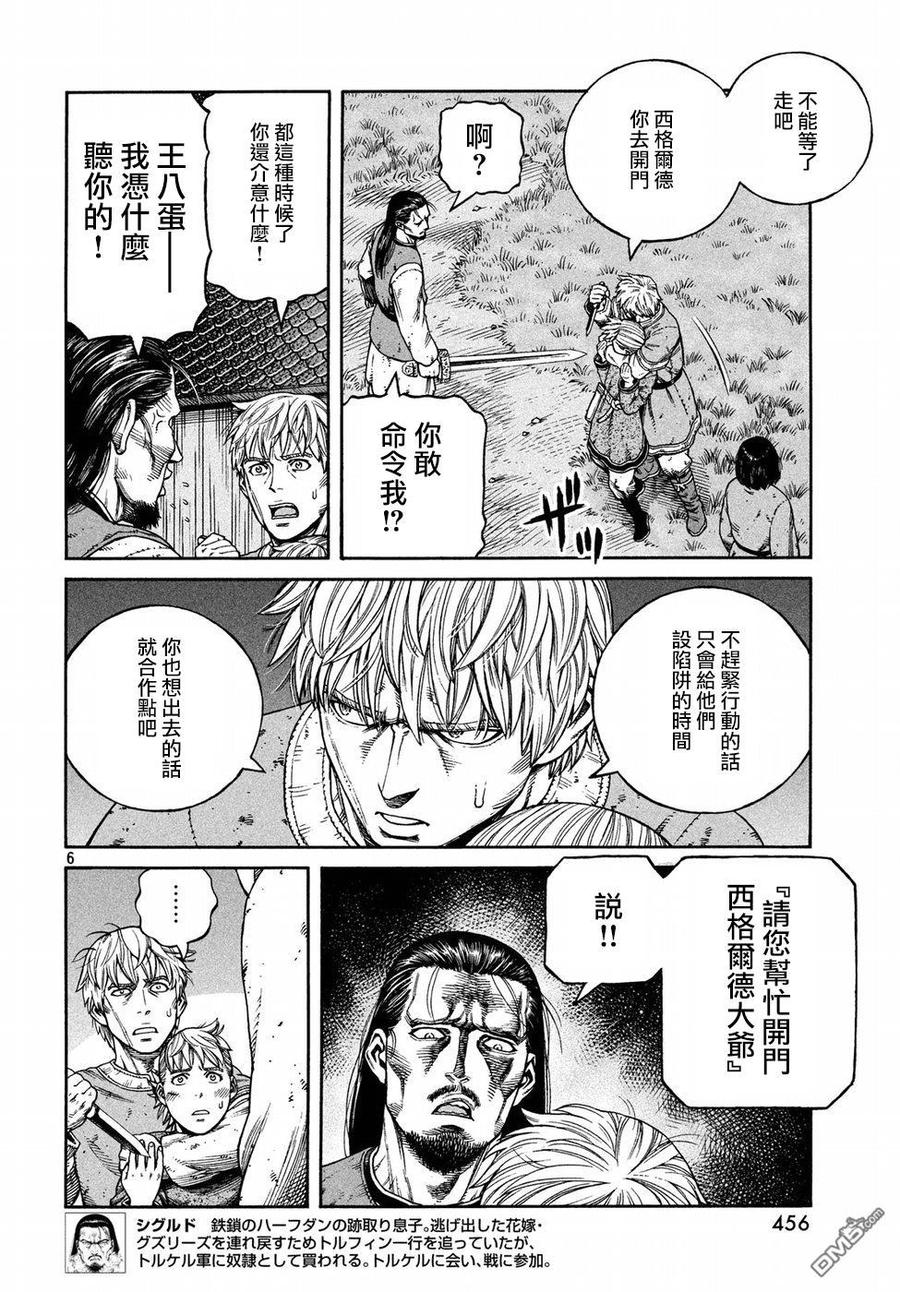 不能等了
走吧
西格爾德
你去開門
啊?
你敢
命令我!?
ザザ
都這種時候了
你還介意什麼!
王八蛋——
我憑什麼
聽你的!
不趕緊行動的話
只會給他們
設陷阱的時間
你也想出去的話
就合作點吧
6
『請您幫忙開門
西格爾德大爺』
説!!
……
シグルド 鉄鎖のハーフダンの跡取り息子。逃げ出した花嫁・
グズリーズを連れ戻すためトルフィン一行を追っていたが、
トルケル軍に奴隷として買われる。トルケルに会い、戦に参加。
456